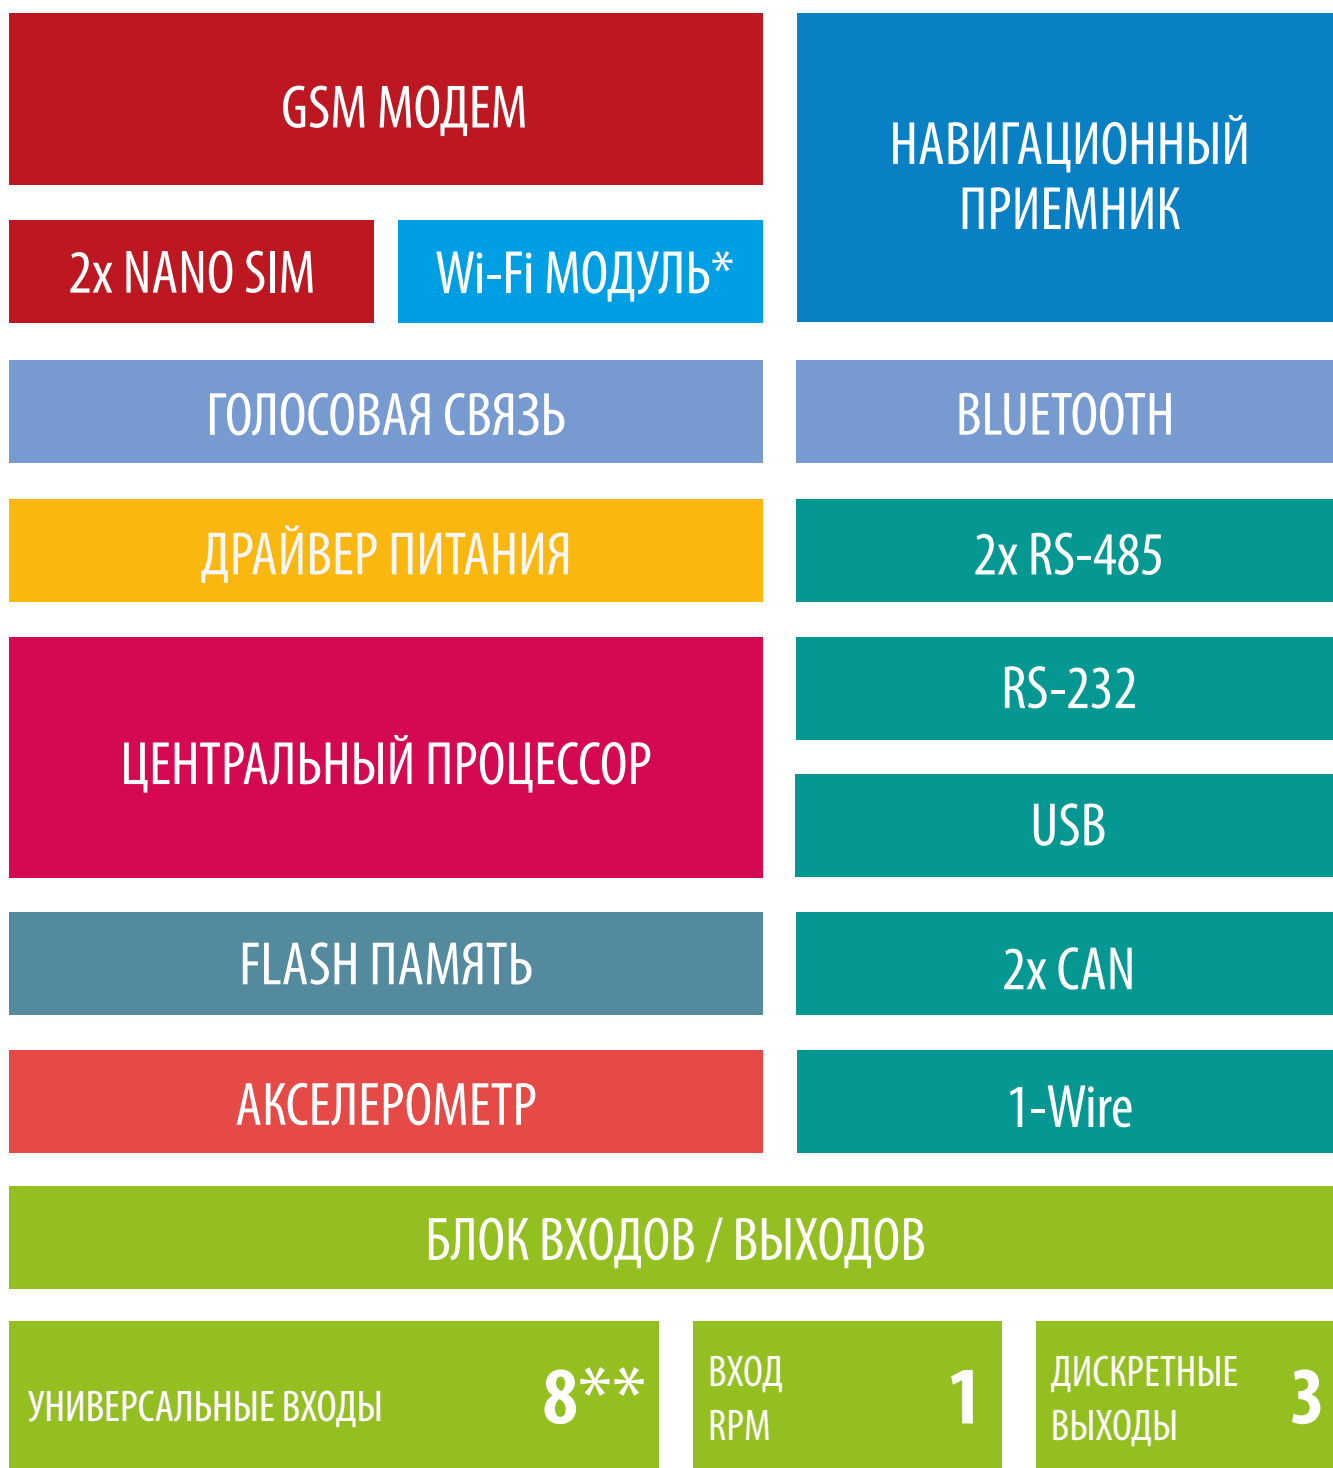 GSM МОДЕМ
НАВИГАЦИОННЫЙ
ПРИЕМНИК
2x NANO SIM
Wi-Fi МОДУЛЬ*
ГОЛОСОВАЯ СВЯЗЬ
BLUETOOTH
ДРАЙВЕР ПИТАНИЯ
2x RS-485
ЦЕНТРАЛЬНЫЙ ПРОЦЕССОР
RS-232
USB
FLASH ПАМЯТЬ
2x CAN
АКСЕЛЕРОМЕТР
1-Wire
БЛОК ВХОДОВ / ВЫХОДОВ
УНИВЕРСАЛЬНЫЕ ВХОДЫ 8**
ВХОД
RPM
1
ДИСКРЕТНЫЕ
ВЫХОДЫ
3